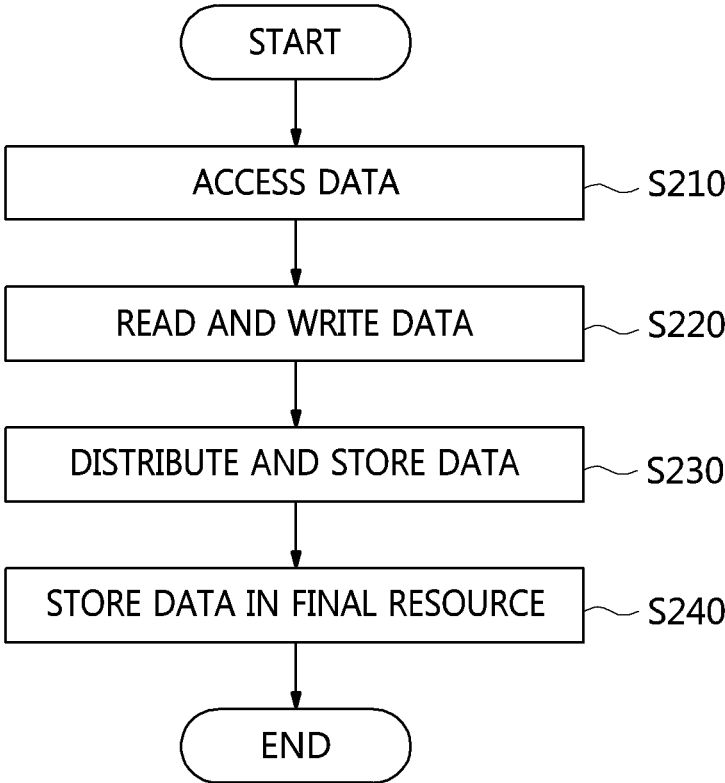 START
ACCESS DATA
S210
READ AND WRITE DATA
S220
DISTRIBUTE AND STORE DATA
S230
STORE DATA IN FINAL RESOURCE
S240
END